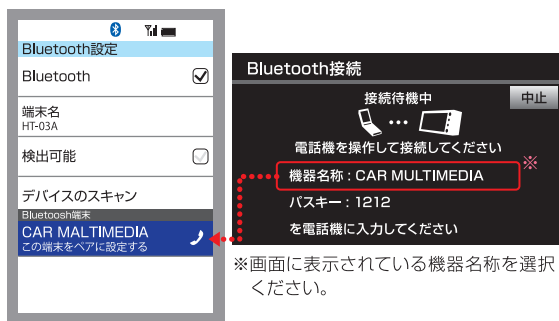 Bluetooth設定
Bluetooth
端末名
HT-03A
検出可能
デバイスのスキャン
Bluetoosh端末
CAR MALTIMEDIA
この端末をペアに設定する
Bluetooth接続
接続待機中
中止
電話機を操作して接続してください
機器名称 : CAR MULTIMEDIA
※
パスキー : 1212
を電話機に入力してください
※画面に表示されている機器名称を選択
ください。